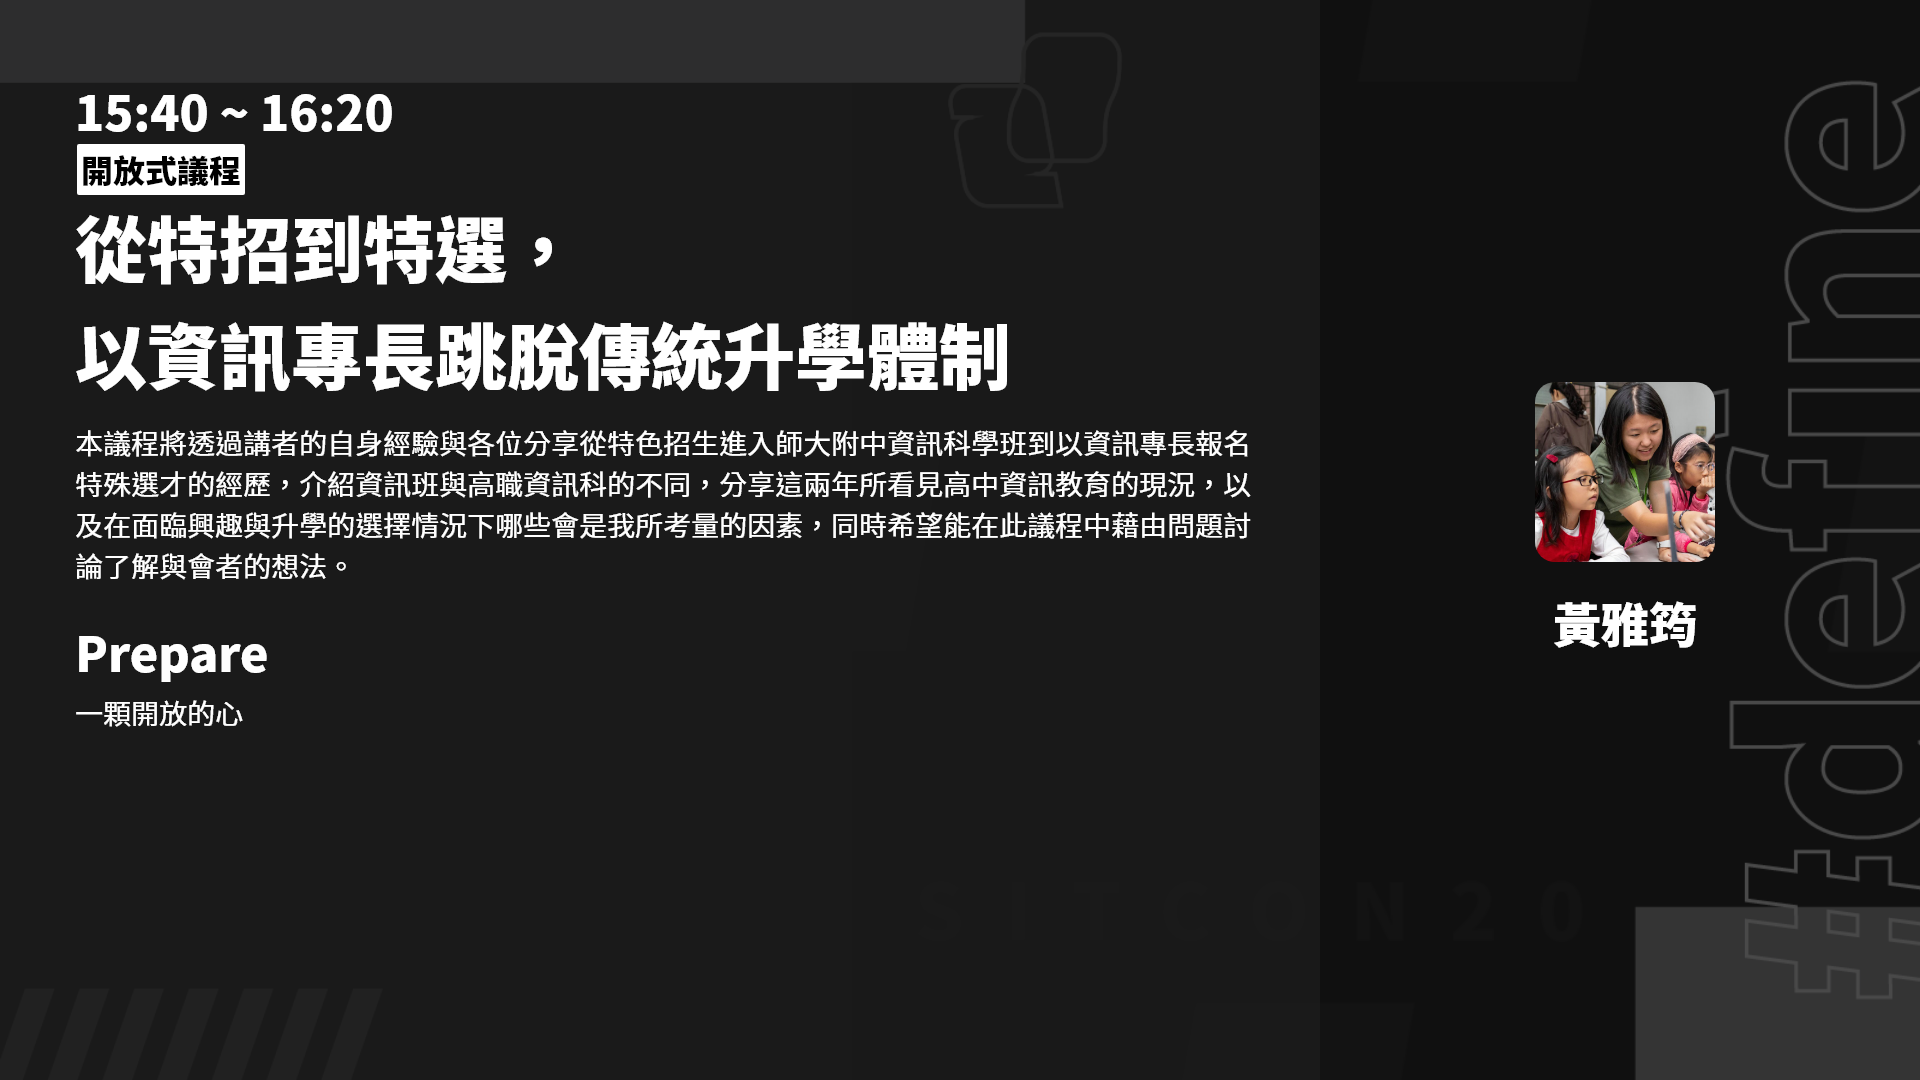 15:40 ~ 16:20
開放式議程
從特招到特選，
以資訊專長跳脫傳統升學體制
本議程將透過講者的自身經驗與各位分享從特色招生進入師大附中資訊科學班到以資訊專長報名
特殊選才的經歷，介紹資訊班與高職資訊科的不同，分享這兩年所看見高中資訊教育的現況，以
及在面臨興趣與升學的選擇情況下哪些會是我所考量的因素，同時希望能在此議程中藉由問題討
論了解與會者的想法。
Prepare
一顆開放的心
黃雅筠
#define
SITCON20